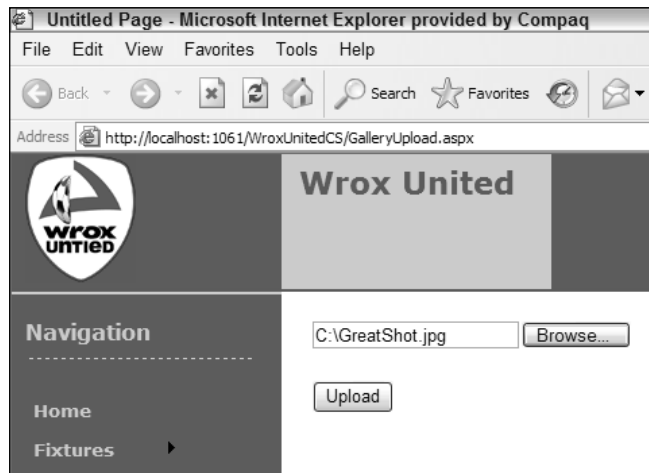 Untitled Page - Microsoft Internet Explorer provided by Compaq
File Edit View Favorites Tools Help
Back Search Favorites
Address http://localhost:1061/WroxUnitedCS/GalleryUpload.aspx
wrox
UNTIED
Wrox United
Navigation
C:\GreatShot.jpg Browse...
Upload
Home
Fixtures